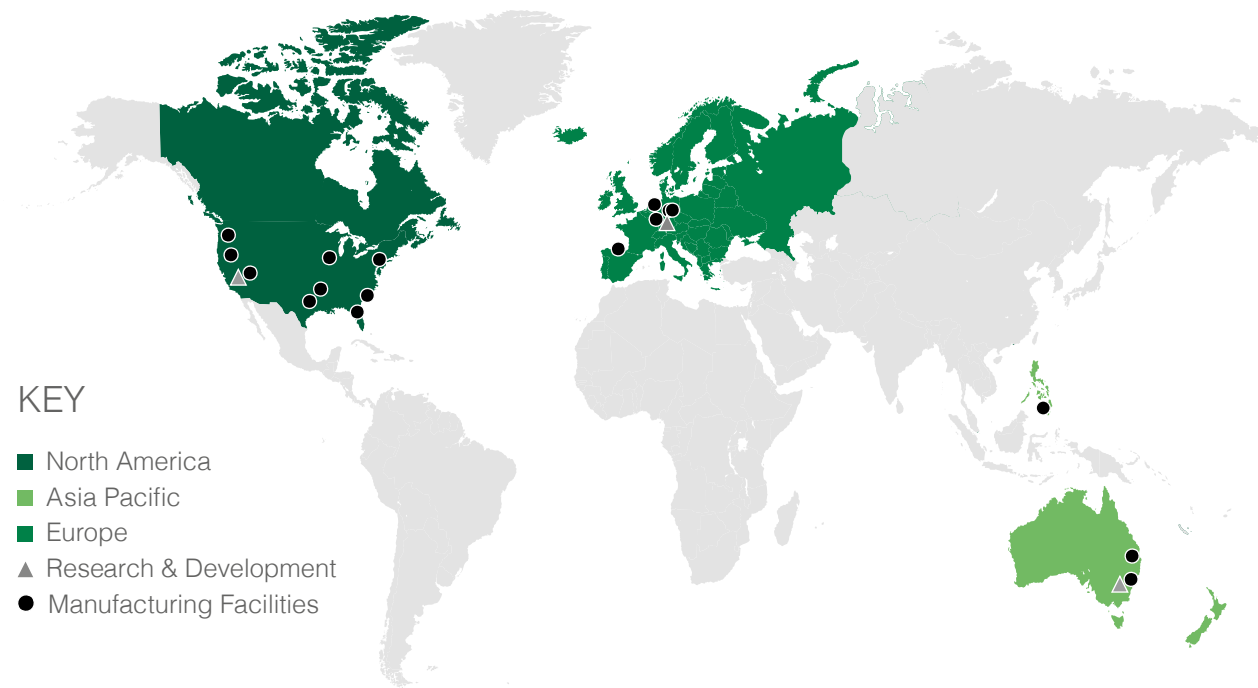 KEY
North America
Asia Pacific
Europe
Research & Development
Manufacturing Facilities